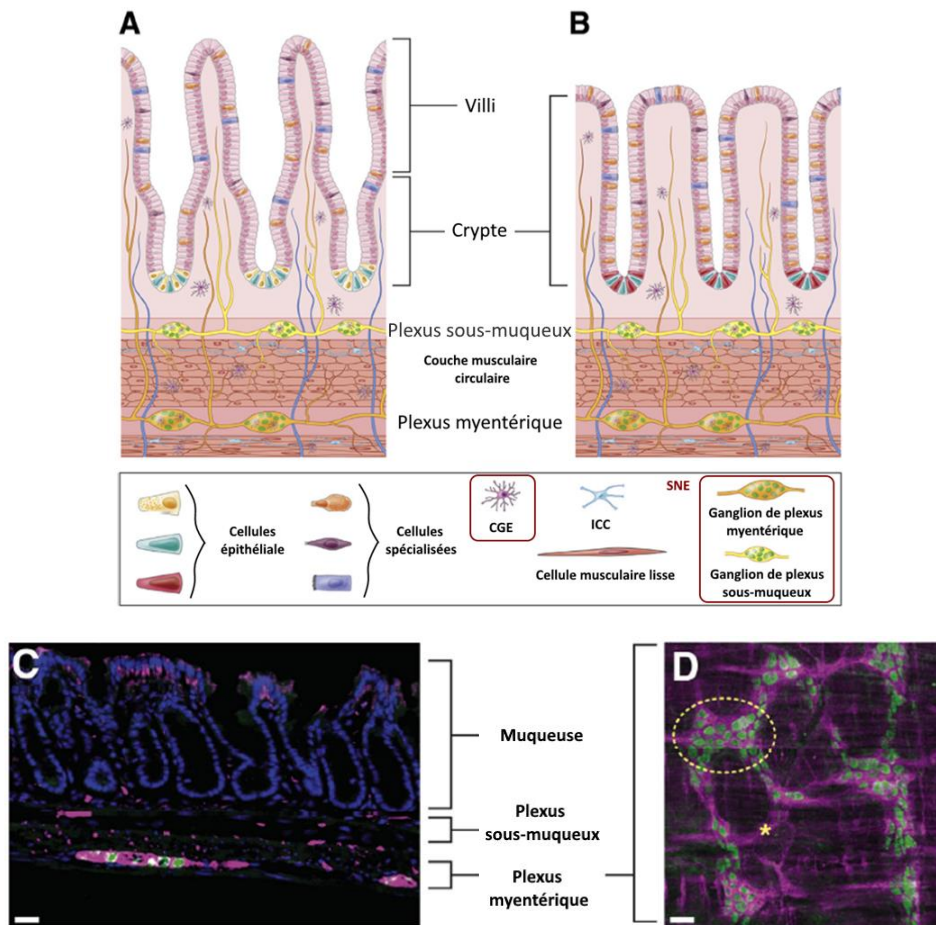 A
B
Villi
Crypte
Plexus sous-muqueux
Couche musculaire
circulaire
Plexus myentérique
Cellules
épithéliale
Cellules
spécialisées
CGE
ICC
Cellule musculaire lisse
SNE
Ganglion de plexus
myentérique
Ganglion de plexus
sous-muqueux
C
D
Muqueuse
Plexus
sous-muqueux
Plexus
myentérique
*